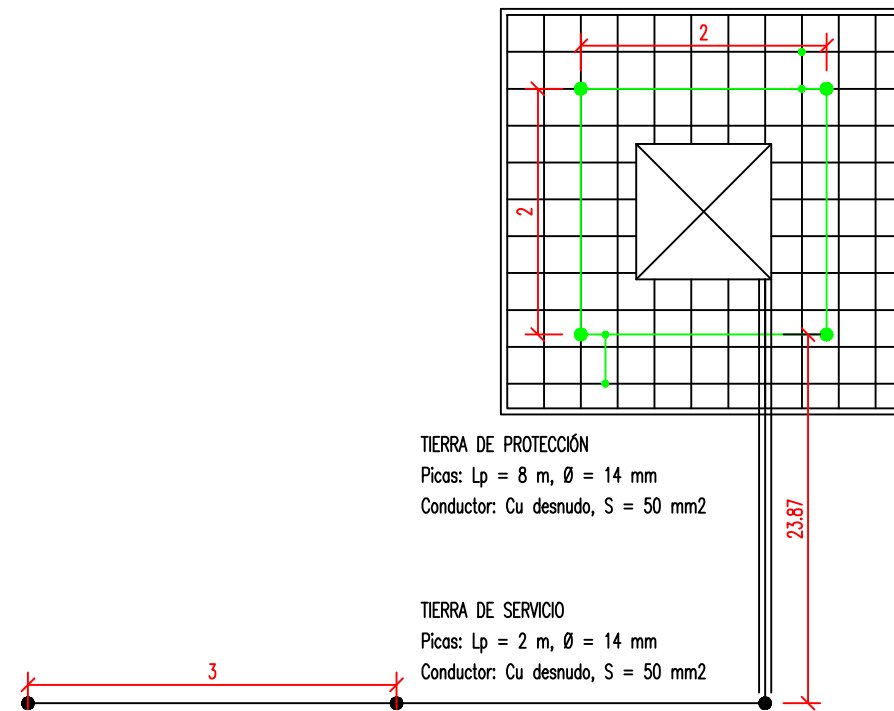 2
2
TIERRA DE PROTECCIÓN
Picas: Lp = 8 m, Ø = 14 mm
Conductor: Cu desnudo, S = 50 mm2
23.87
TIERRA DE SERVICIO
Picas: Lp = 2 m, Ø = 14 mm
Conductor: Cu desnudo, S = 50 mm2
3